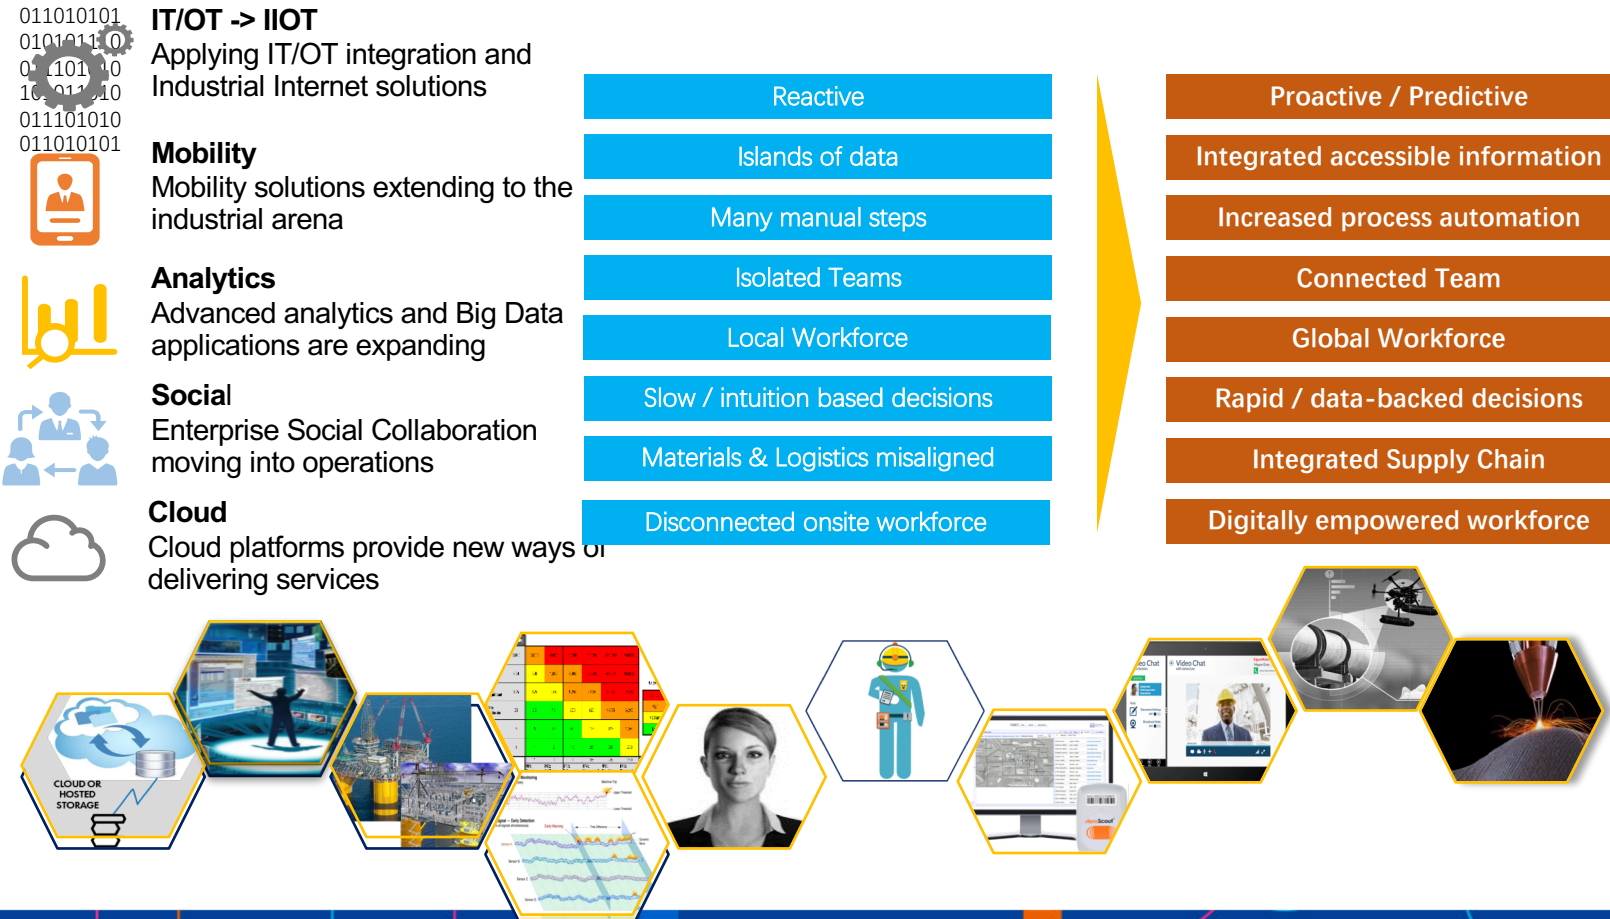 011010101
IT/OT -> IIOT
Applying IT/OT integration and
Industrial Internet solutions
011101010
011010101
Mobility
Mobility solutions extending to the
industrial arena
Analytics
Advanced analytics and Big Data
applications are expanding
Social
Enterprise Social Collaboration
moving into operations
Cloud
Cloud platforms provide new ways of
delivering services
Reactive
Islands of data
Many manual steps
Isolated Teams
Local Workforce
Slow / intuition based decisions
Materials & Logistics misaligned
Disconnected onsite workforce
Proactive / Predictive
Integrated accessible information
Increased process automation
Connected Team
Global Workforce
Rapid / data-backed decisions
Integrated Supply Chain
Digitally empowered workforce
CLOUD OR
HOSTED
STORAGE
Monitoring
Early Detection
Early Warning
Video Chat